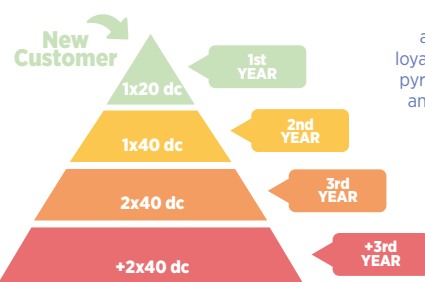 New
Customer
1x20 dc
1st
YEAR
1x40 dc
2nd
YEAR
2x40 dc
3rd
YEAR
+2x40 dc
+3rd
YEAR